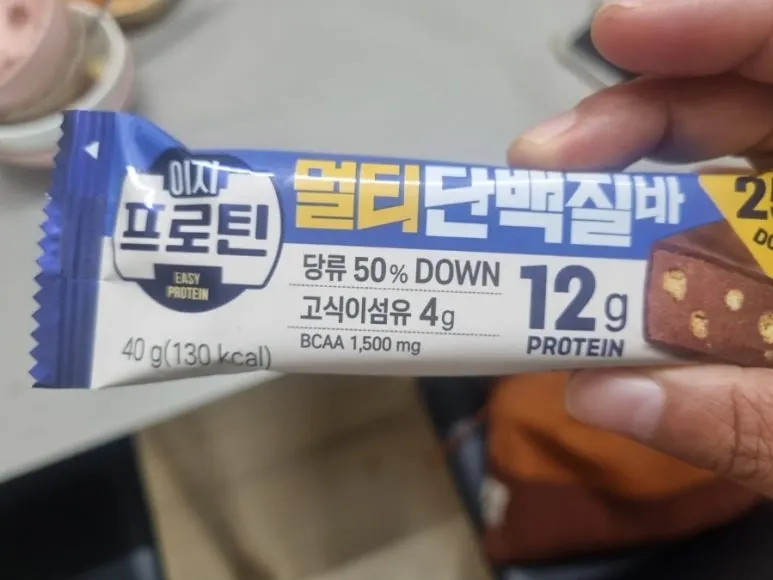 이지
프로틴
EASY
PROTEIN
40 g(130 kcal)
멀티단백질바
당류 50% DOWN
고식이섬유 4g
BCAA 1,500 mg
12g
PROTEIN